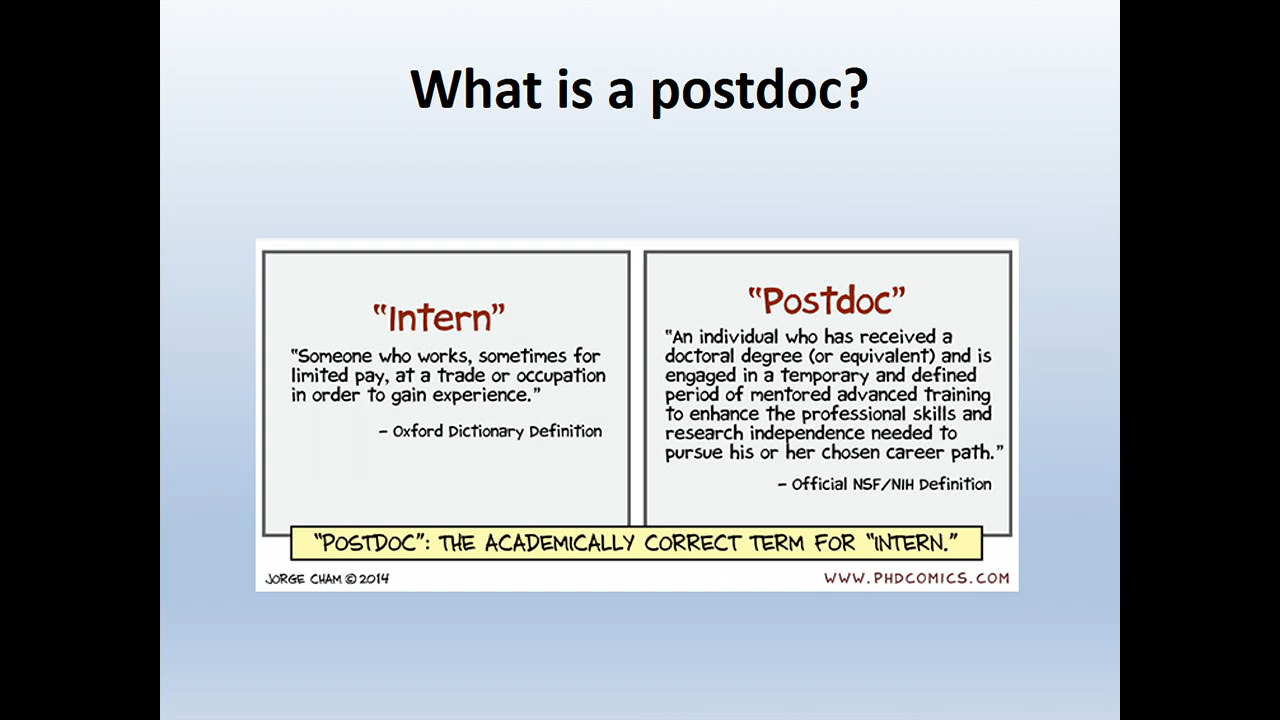 What is a postdoc?
“Intern”
“Someone who works, sometimes for
limited pay, at a trade or occupation
in order to gain experience.”
– Oxford Dictionary Definition
“Postdoc”
“An individual who has received a
doctoral degree (or equivalent) and is
engaged in a temporary and defined
period of mentored advanced training
to enhance the professional skills and
research independence needed to
pursue his or her chosen career path.”
– Official NSF/NIH Definition
“POSTDOC”: THE ACADEMICALLY CORRECT TERM FOR “INTERN.”
JORGE CHAM © 2014
WWW.PHDCOMICS.COM